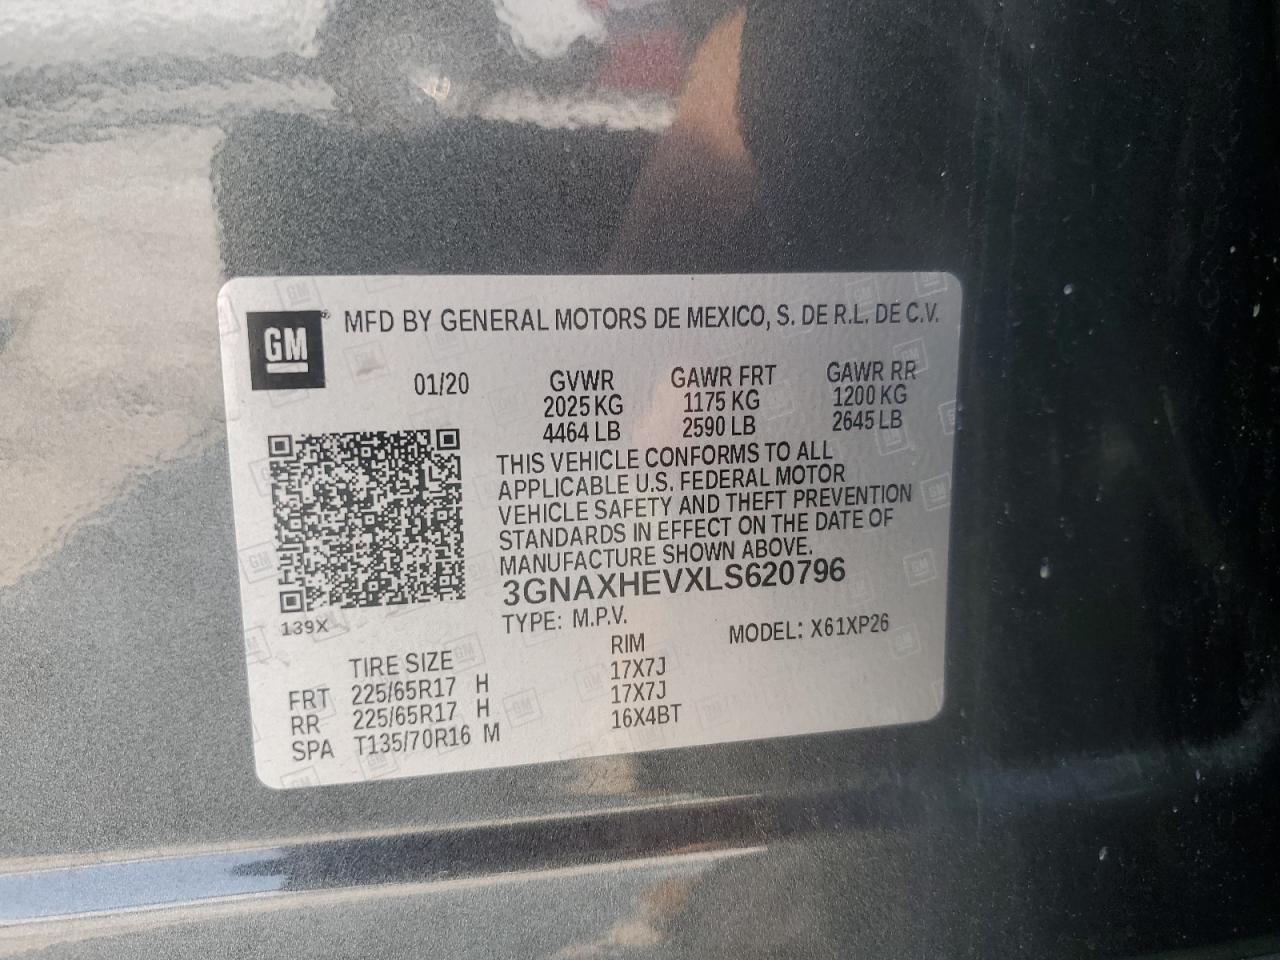 GM
MFD BY GENERAL MOTORS DE MEXICO, S. DE R.L. DE C.V.
01/20 GVWR GAWR FRT GAWR RR
2025 KG 1175 KG 1200 KG
4464 LB 2590 LB 2645 LB
THIS VEHICLE CONFORMS TO ALL
APPLICABLE U.S. FEDERAL MOTOR
VEHICLE SAFETY AND THEFT PREVENTION
STANDARDS IN EFFECT ON THE DATE OF
MANUFACTURE SHOWN ABOVE.
3GNAXHEVXLS620796
139X
TYPE: M.P.V. MODEL: X61XP26
TIRE SIZE RIM
FRT 225/65R17 H 17X7J
RR 225/65R17 H 17X7J
SPA T135/70R16 M 16X4BT